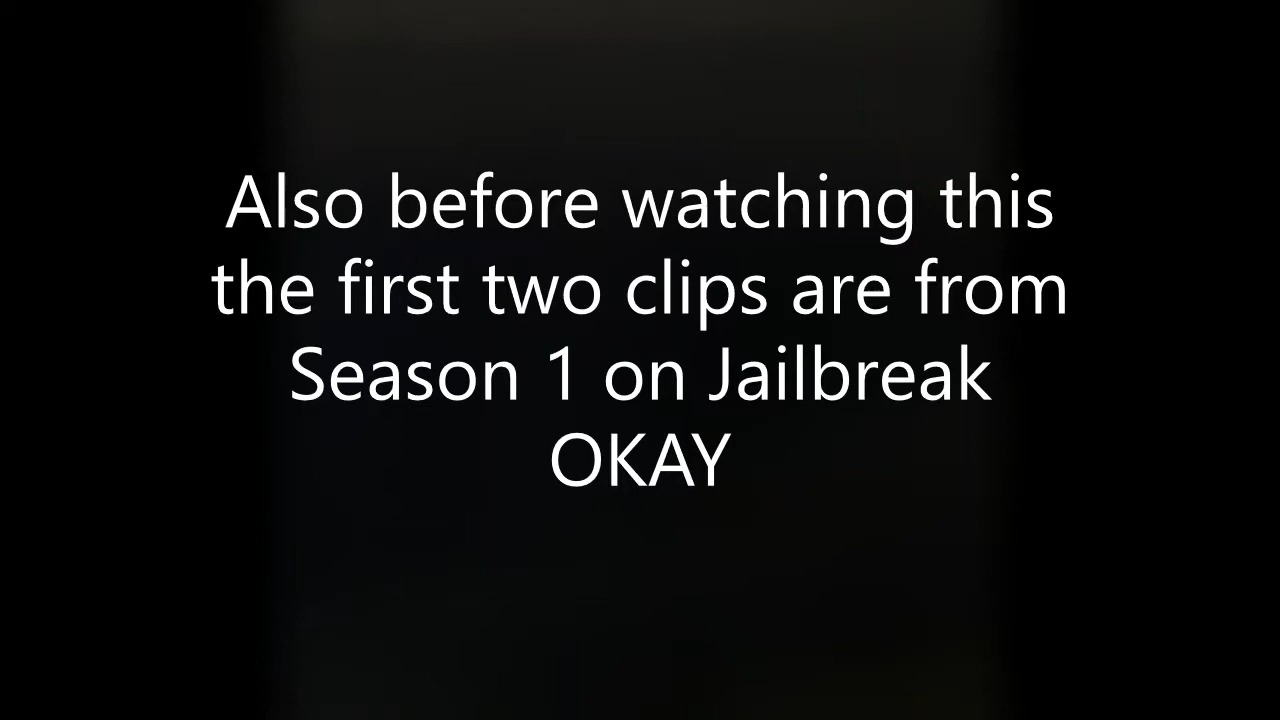 Also before watching this
the first two clips are from
Season 1 on Jailbreak
OKAY